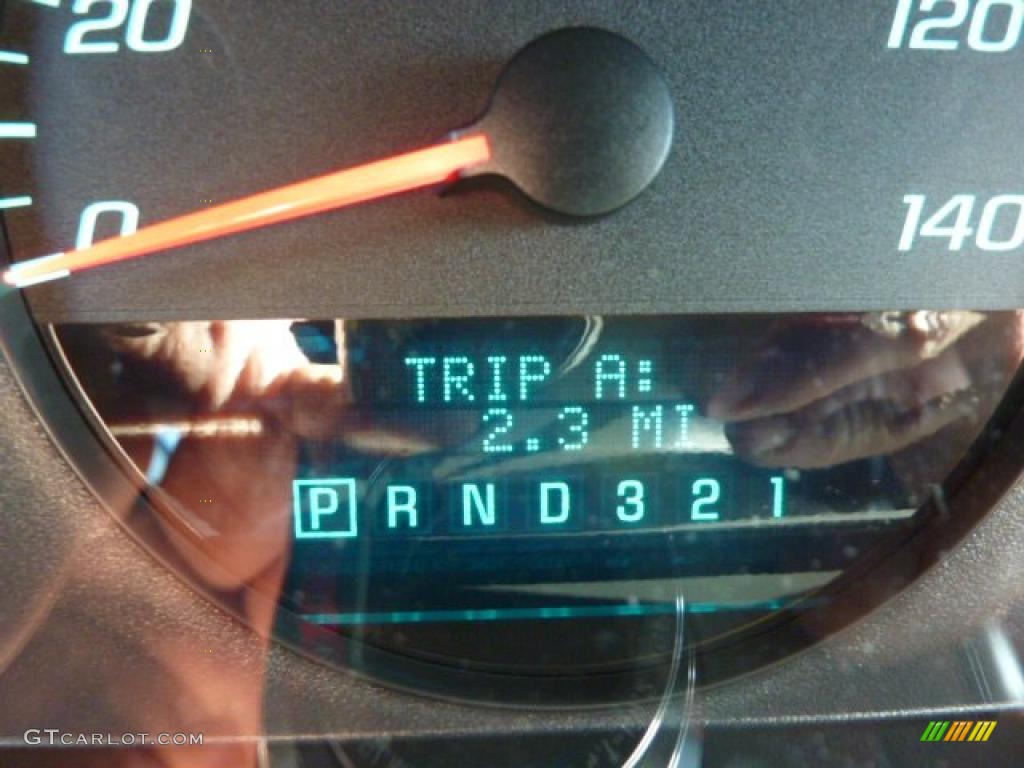 20
120
0
140
TRIP A:
2.3 MI
P R N D 3 2 1
GTCARLOT.COM